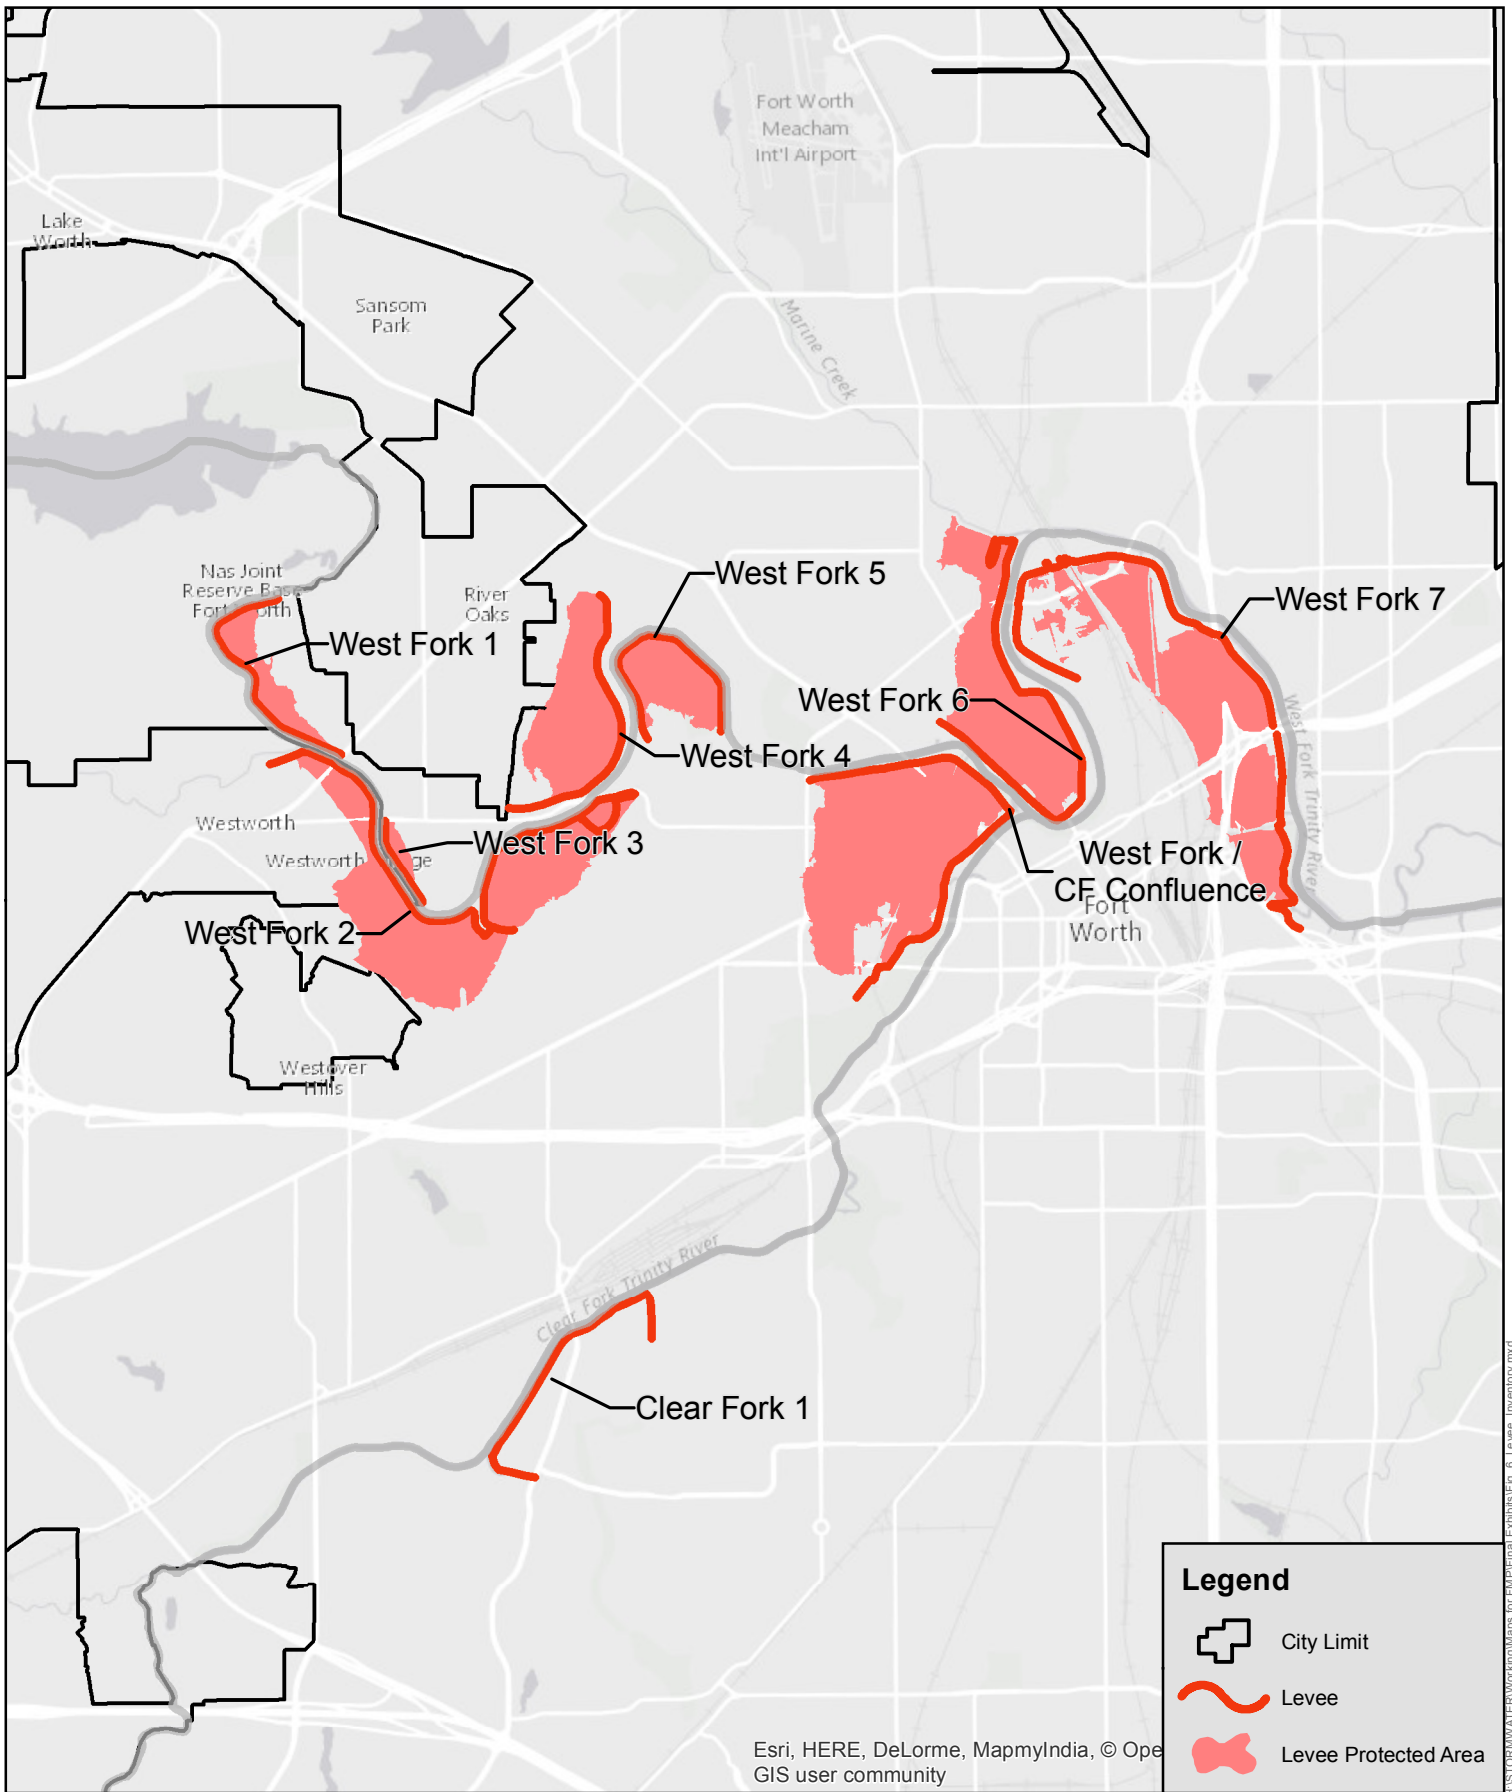 Fort Worth
Meacham
Int'l Airport
Lake
Worth
Sansom
Park
Marine Creek
Nas Joint
Reserve Base
Fort Worth
River
Oaks
West Fork 5
West Fork 7
West Fork 1
West Fork 6
West Fork 4
West Fork Trinity River
Westworth
West Fork 3
Westworth
West Fork /
CF Confluence
Fort
Worth
West Fork 2
Westover
Hills
Clear Fork Trinity River
Clear Fork 1
Legend
City Limit
Levee
Levee Protected Area
Esri, HERE, DeLorme, MapmyIndia, © Ope
GIS user community